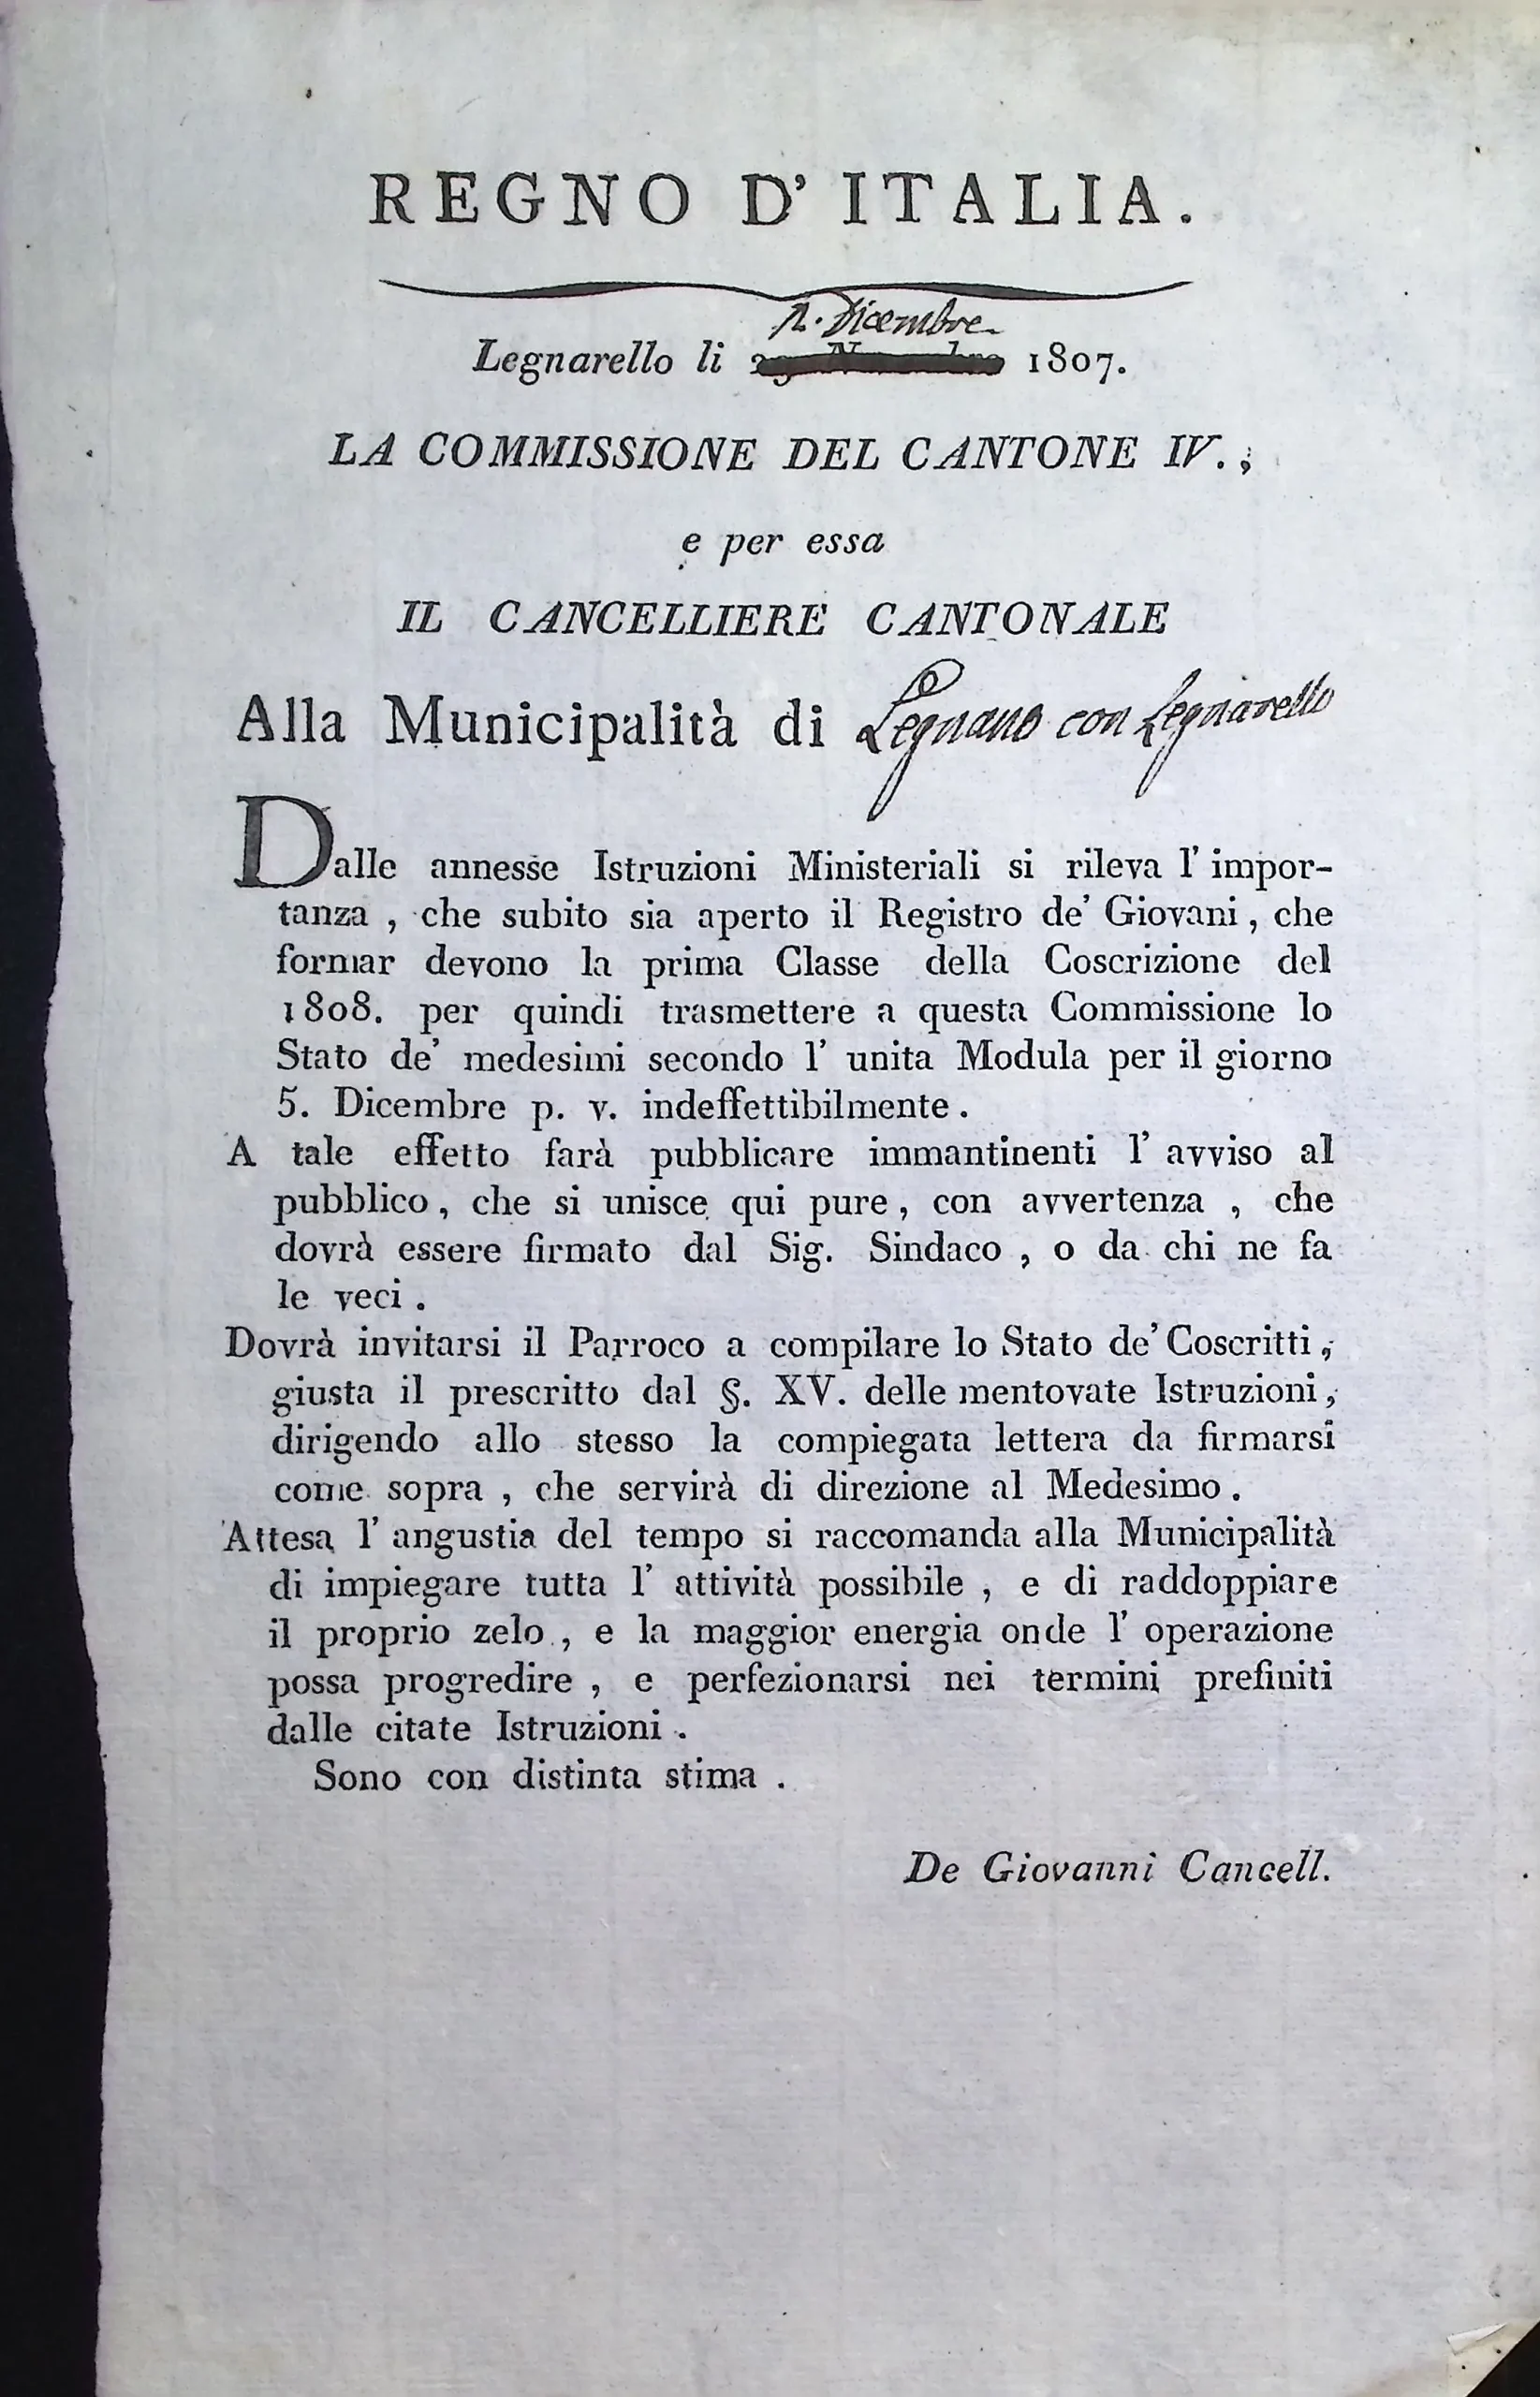 REGNO D' ITALIA.
Dicembre
Legnarello li 1807.
LA COMMISSIONE DEL CANTONE IV.,
e per essa
IL CANCELLIERE CANTONALE
Alla Municipalità di Legnano con Legnarello
Dalle annesse Istruzioni Ministeriali si rileva l' impor-
tanza , che subito sia aperto il Registro de' Giovani , che
formar devono la prima Classe della Coscrizione del
1808. per quindi trasmettere a questa Commissione lo
Stato de' medesimi secondo l' unita Modula per il giorno
5. Dicembre p. v. indeffettibilmente .
A tale effetto farà pubblicare immantinenti l' avviso al
pubblico , che si unisce qui pure , con avvertenza , che
dovrà essere firmato dal Sig. Sindaco , o da chi ne fa
le veci .
Dovrà invitarsi il Parroco a compilare lo Stato de' Coscritti ,
giusta il prescritto dal §. XV. delle mentovate Istruzioni ,
dirigendo allo stesso la compiegata lettera da firmarsi
come sopra , che servirà di direzione al Medesimo .
Attesa l' angustia del tempo si raccomanda alla Municipalità
di impiegare tutta l' attività possibile , e di raddoppiare
il proprio zelo , e la maggior energia onde l' operazione
possa progredire , e perfezionarsi nei termini prefiniti
dalle citate Istruzioni .
Sono con distinta stima .
De Giovanni Cancell.